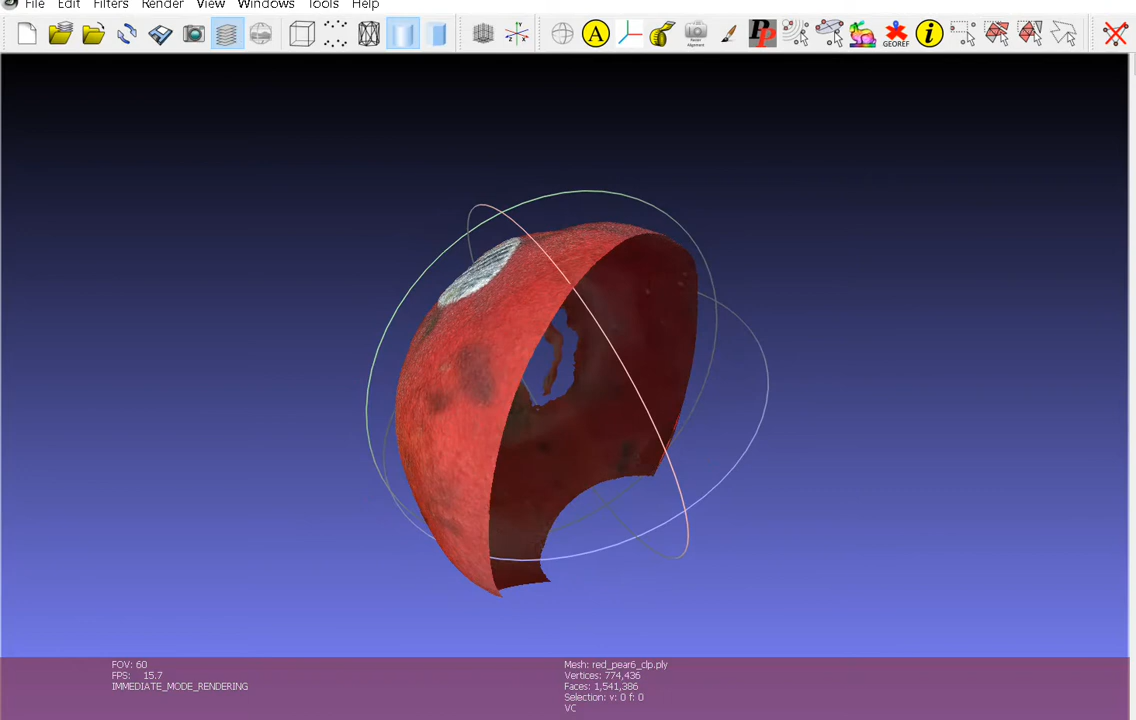 File Edit Filters Render View Windows Tools Help
A PP GEOREF i
FOV: 60
FPS: 15.7
IMMEDIATE_MODE_RENDERING
Mesh: red_pear6_clp.ply
Vertices: 774,436
Faces: 1,541,386
Selection: v: 0 f: 0
VC